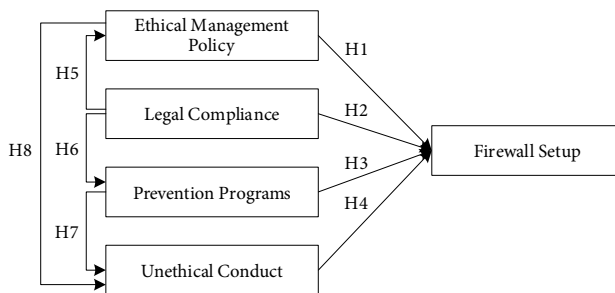 Ethical Management
Policy
H1
H5
Legal Compliance
H2
H8
H6
Firewall Setup
Prevention Programs
H3
H4
H7
Unethical Conduct